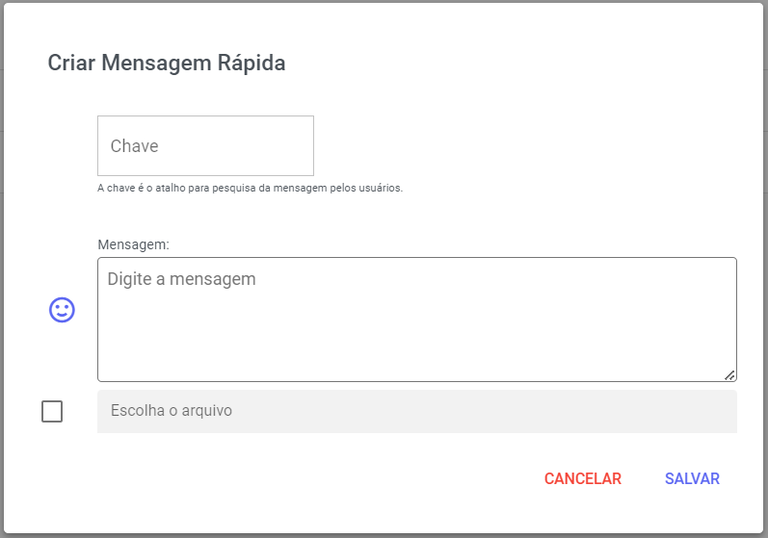 Criar Mensagem Rápida
Chave
A chave é o atalho para pesquisa da mensagem pelos usuários.
Mensagem:
Digite a mensagem
Escolha o arquivo
CANCELAR SALVAR